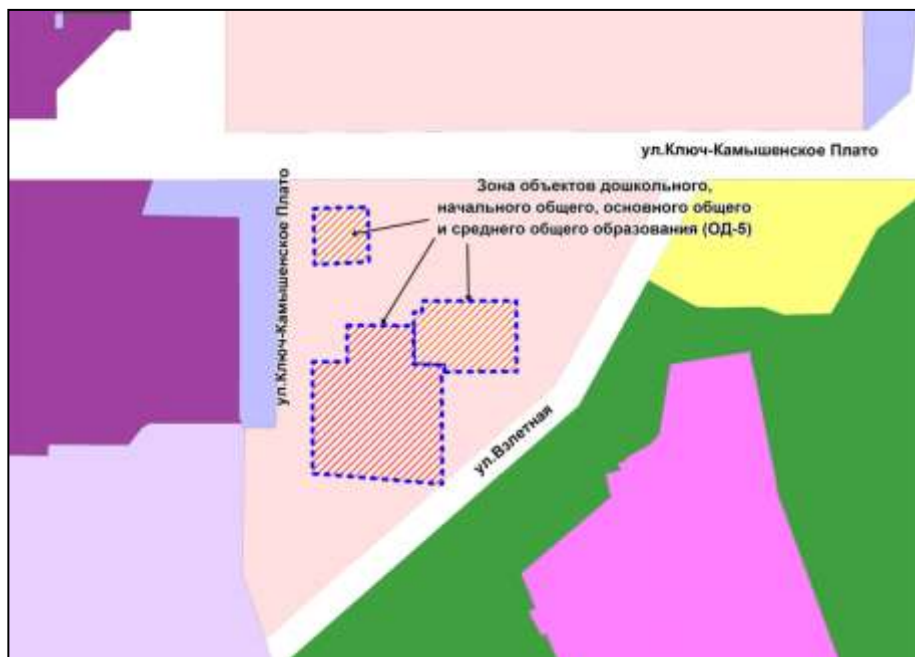 ул.Ключ-Камышенское Плато
Зона объектов дошкольного,
начального общего, основного общего
и среднего общего образования (ОД-5)
ул.Ключ-Камышенское Плато
ул.Взлетная